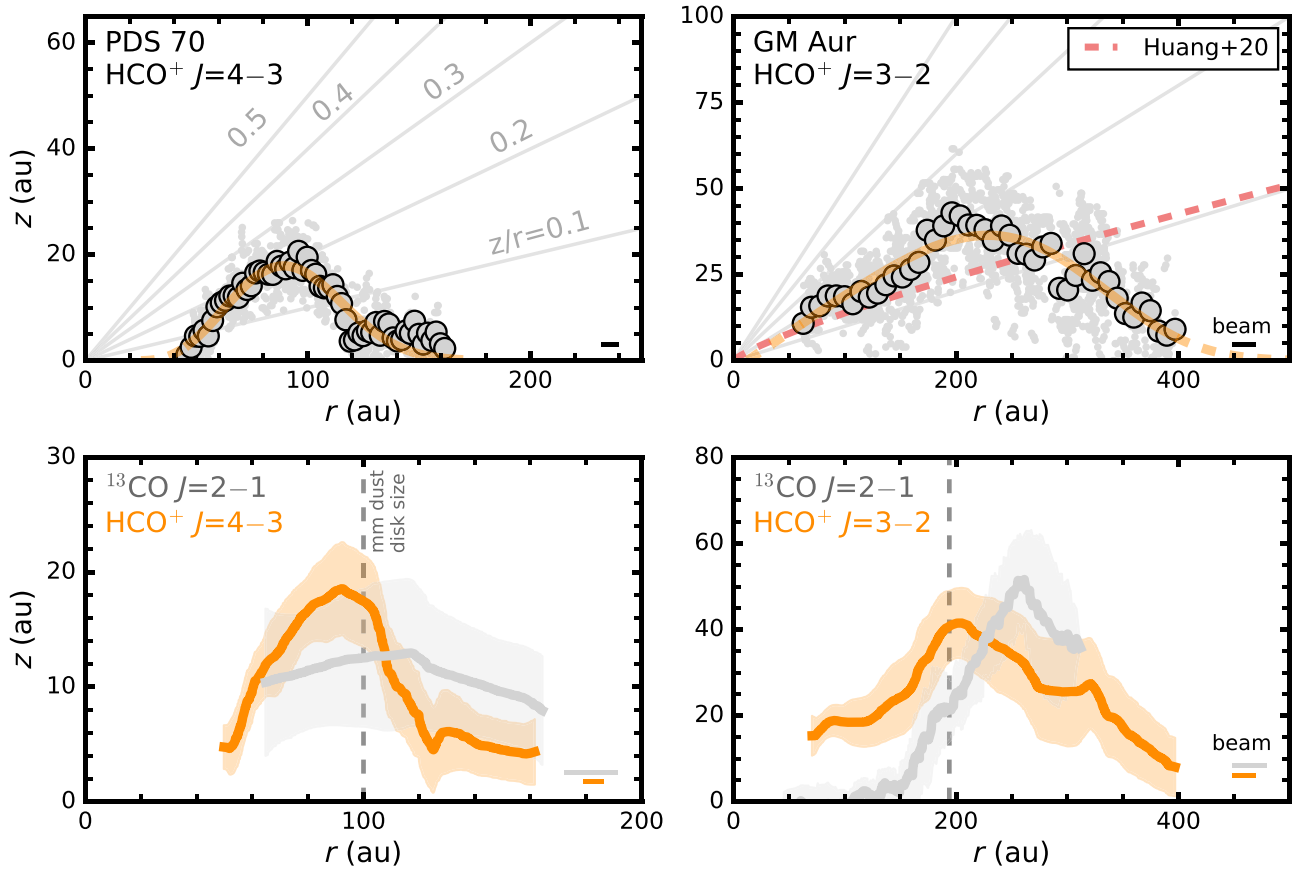 PDS 70
HCO⁺ J=4−3
0.5
0.4
0.3
0.2
z/r=0.1
60
40
20
0
z (au)
0
100
200
r (au)
GM Aur
HCO⁺ J=3−2
Huang+20
beam
100
75
50
25
0
0
200
400
r (au)
¹³CO J=2−1
HCO⁺ J=4−3
mm dust
disk size
30
20
10
0
z (au)
0
100
200
r (au)
¹³CO J=2−1
HCO⁺ J=3−2
beam
80
60
40
20
0
0
200
400
r (au)